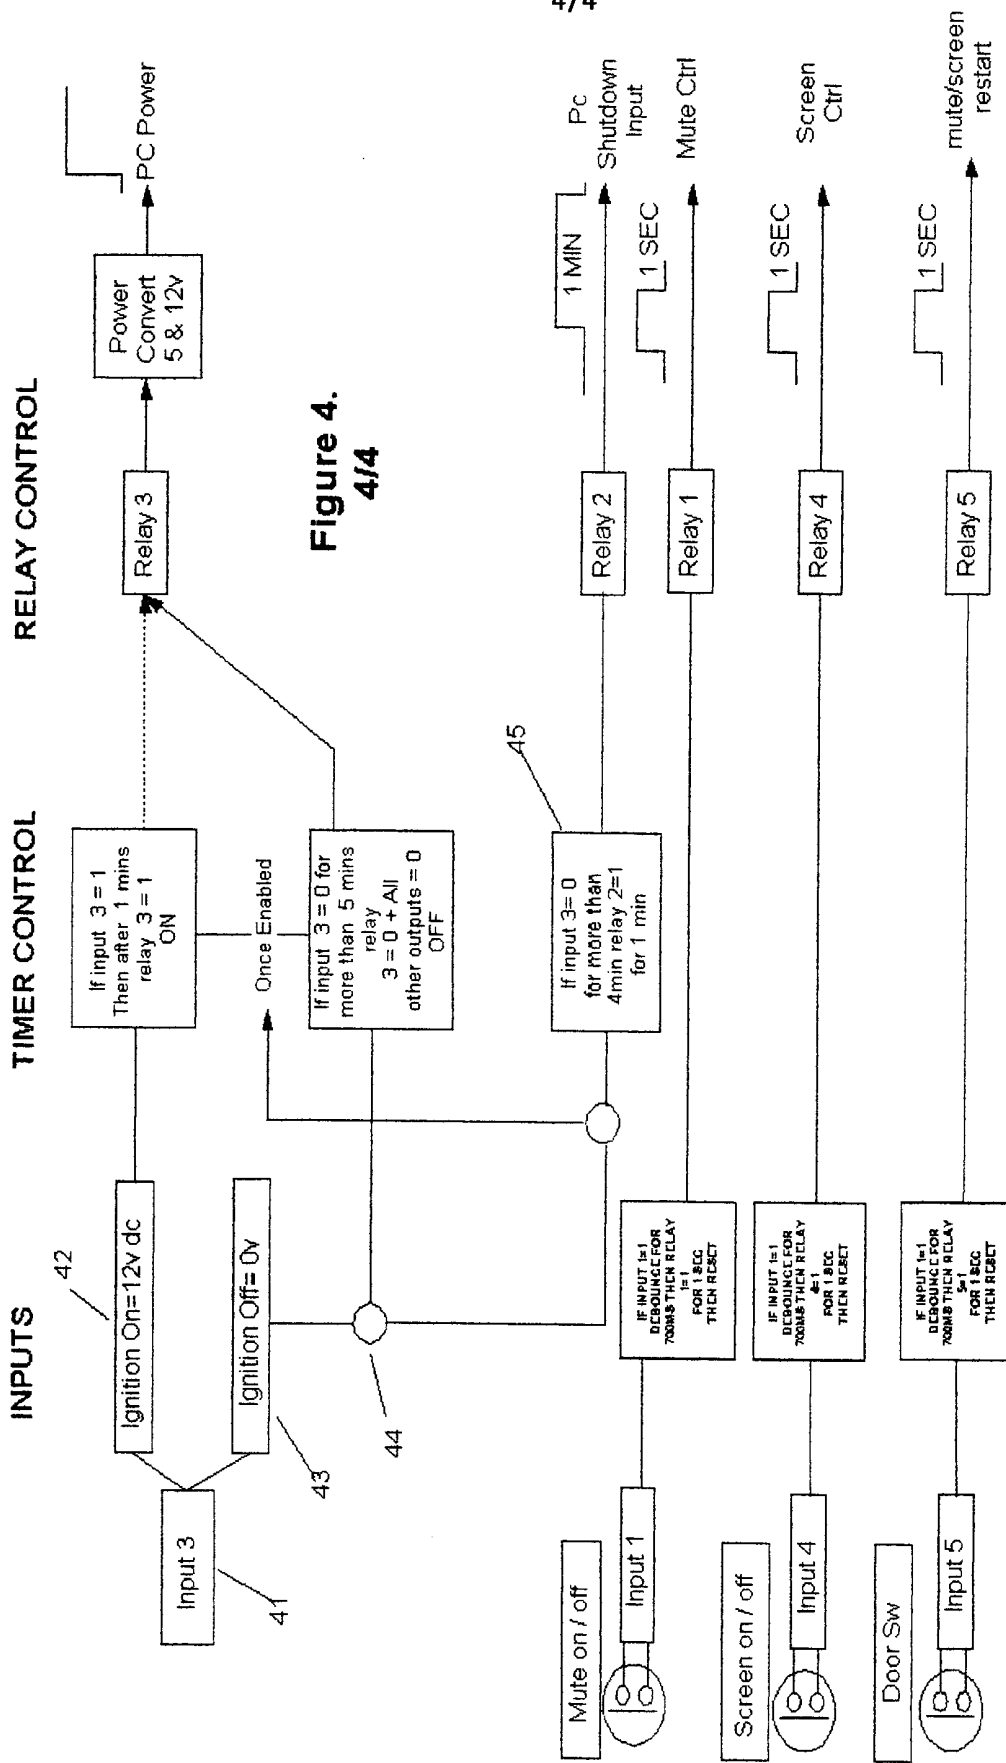 4/4
INPUTS
TIMER CONTROL
RELAY CONTROL
Input 3
41
Ignition On=12v dc
42
Ignition Off= 0v
43
44
If input 3 = 1
Then after 1 mins
relay 3 = 1
ON
Once Enabled
If input 3 = 0 for
more than 5 mins
relay
3 = 0 + All
other outputs = 0
OFF
Relay 3
Power
Convert
5 & 12v
PC Power
Figure 4.
4/4
45
If input 3= 0
for more than
4min relay 2=1
for 1 min
Relay 2
1 MIN
Pc
Shutdown
Input
Mute on / off
Input 1
IF INPUT 1=1
DEBOUNCE FOR
700MS THEN RELAY
1=1
FOR 1 SEC
THEN RESET
Relay 1
1 SEC
Mute Ctrl
Screen on / off
Input 4
IF INPUT 1=1
DEBOUNCE FOR
700MS THEN RELAY
4=1
FOR 1 SEC
THEN RESET
Relay 4
1 SEC
Screen
Ctrl
Door Sw
Input 5
IF INPUT 1=1
DEBOUNCE FOR
700MS THEN RELAY
5=1
FOR 1 SEC
THEN RESET
Relay 5
1 SEC
mute/screen
restart